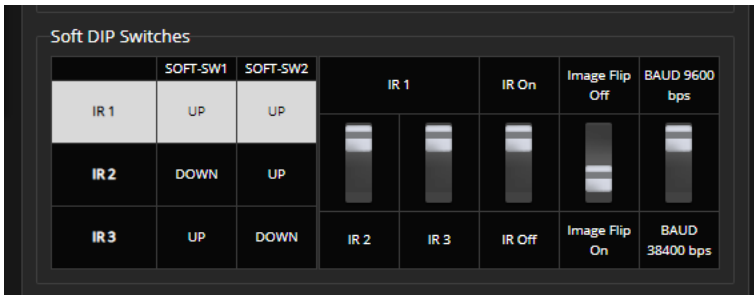 Soft DIP Switches
SOFT-SW1 SOFT-SW2
IR 1 UP UP
IR 2 DOWN UP
IR 3 UP DOWN
IR 1
IR On
Image Flip
Off
BAUD 9600
bps
IR 2
IR 3
IR Off
Image Flip
On
BAUD
38400 bps